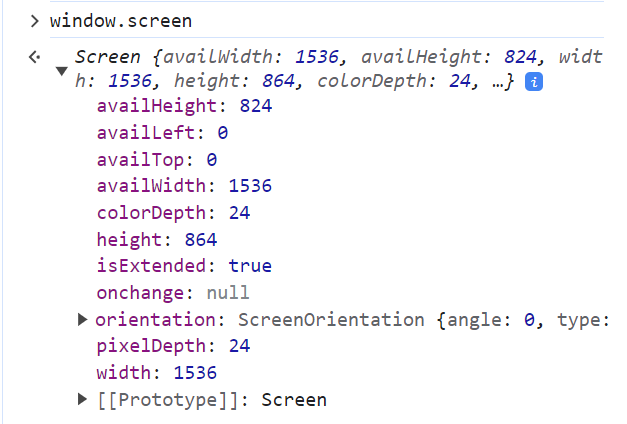 > window.screen
Screen {availWidth: 1536, availHeight: 824, widt
h: 1536, height: 864, colorDepth: 24, …} i
availHeight: 824
availLeft: 0
availTop: 0
availWidth: 1536
colorDepth: 24
height: 864
isExtended: true
onchange: null
orientation: ScreenOrientation {angle: 0, type:
pixelDepth: 24
width: 1536
[[Prototype]]: Screen